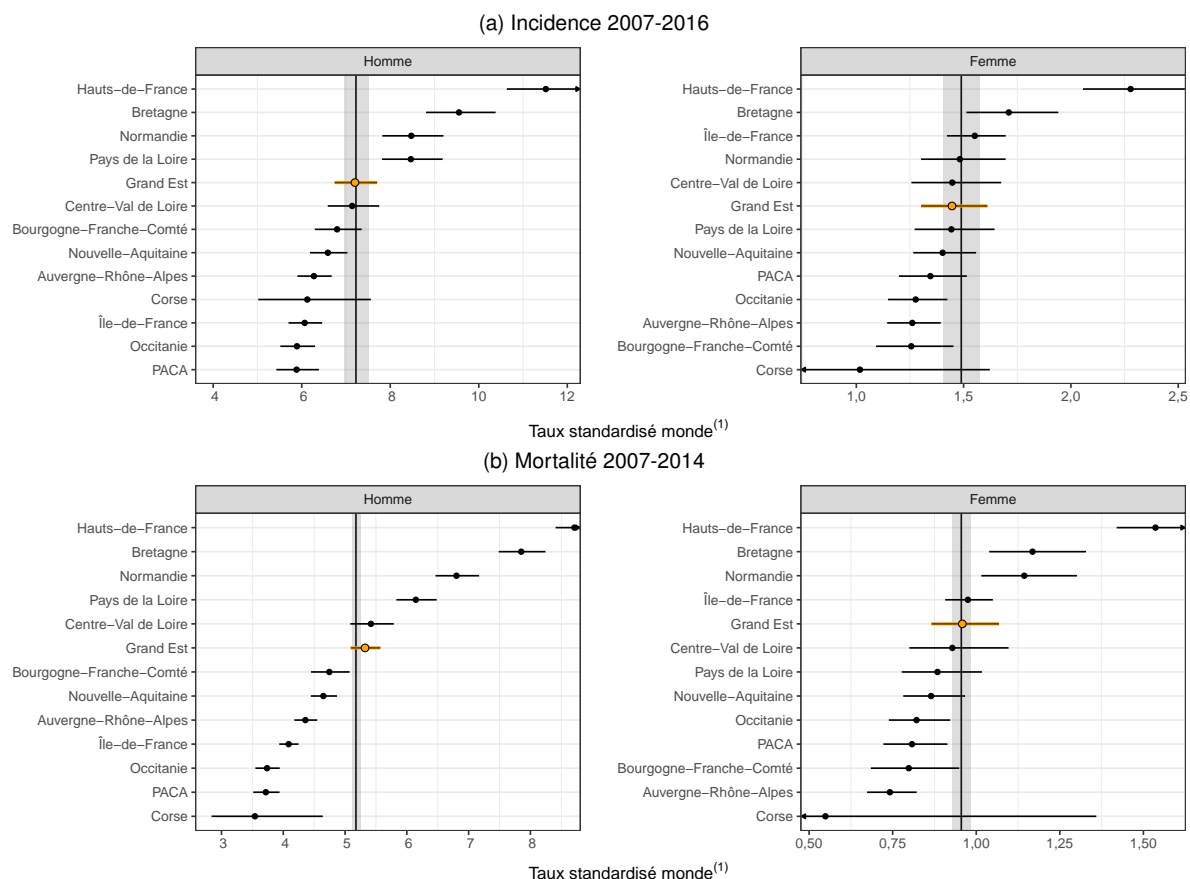 (a) Incidence 2007-2016
Homme
Hauts−de−France
Bretagne
Normandie
Pays de la Loire
Grand Est
Centre−Val de Loire
Bourgogne−Franche−Comté
Nouvelle−Aquitaine
Auvergne−Rhône−Alpes
Corse
Île−de−France
Occitanie
PACA
4 6 8 10 12
Femme
Hauts−de−France
Bretagne
Île−de−France
Normandie
Centre−Val de Loire
Grand Est
Pays de la Loire
Nouvelle−Aquitaine
PACA
Occitanie
Auvergne−Rhône−Alpes
Bourgogne−Franche−Comté
Corse
1,0 1,5 2,0 2,5
Taux standardisé monde(1)
(b) Mortalité 2007-2014
Homme
Hauts−de−France
Bretagne
Normandie
Pays de la Loire
Centre−Val de Loire
Grand Est
Bourgogne−Franche−Comté
Nouvelle−Aquitaine
Auvergne−Rhône−Alpes
Île−de−France
Occitanie
PACA
Corse
3 4 5 6 7 8
Femme
Hauts−de−France
Bretagne
Normandie
Île−de−France
Grand Est
Centre−Val de Loire
Pays de la Loire
Nouvelle−Aquitaine
Occitanie
PACA
Bourgogne−Franche−Comté
Auvergne−Rhône−Alpes
Corse
0,50 0,75 1,00 1,25 1,50
Taux standardisé monde(1)